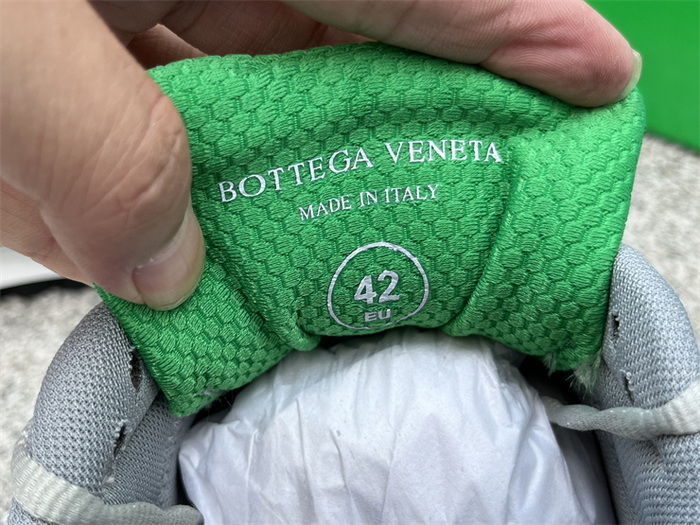 BOTTEGA VENETA
MADE IN ITALY
42
EU